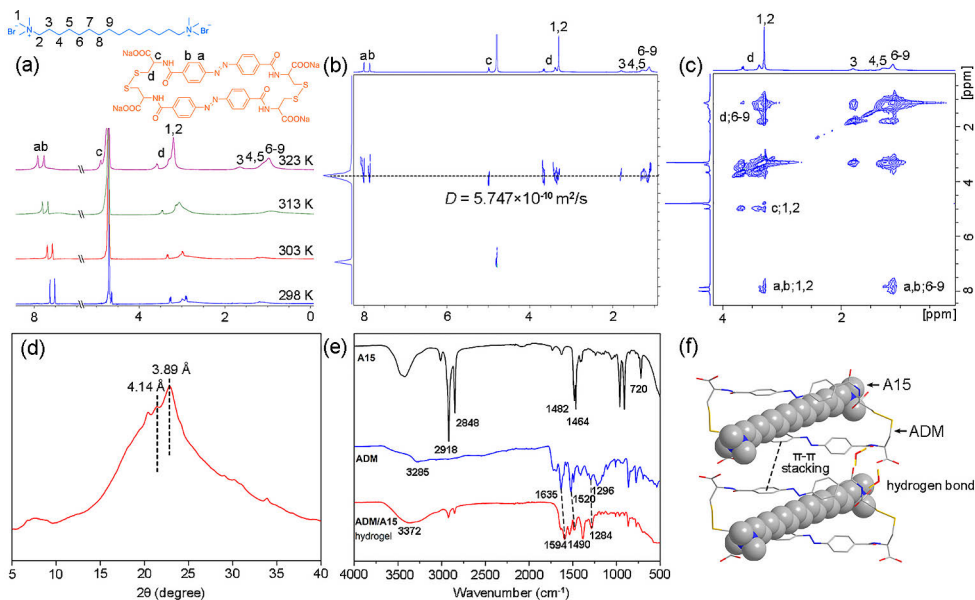 1 3 5 7 9
Br⁻ N⁺ N⁺ Br⁻
2 4 6 8
(a)
NaOOC c b a O HN COONa
d NH O
S S
S S
d H N O
NaOOC c O NH COONa
1,2
ab c d 3 4,5 6-9 323 K
313 K
303 K
298 K
8 6 4 2 0
(b)
ab c d 1,2 3 4,5 6-9
D = 5.747×10⁻¹⁰ m²/s
8 7 6 5 4 3 2 1
(c)
d 1,2 3 4,5 6-9
[ppm]
d;6-9
c;1,2
a,b;1,2 a,b;6-9
2
4
6
8
4 2 [ppm]
(d)
4.14 Å
3.89 Å
5 10 15 20 25 30 35 40
2θ (degree)
(e)
A15
2918
2848
1482
1464
720
ADM
3285
1635
1520
1296
ADM/A15
hydrogel
3372
1594
1490
1284
4000 3500 3000 2500 2000 1500 1000 500
Wavenumber (cm⁻¹)
(f)
A15
ADM
π-π
stacking
hydrogen bond